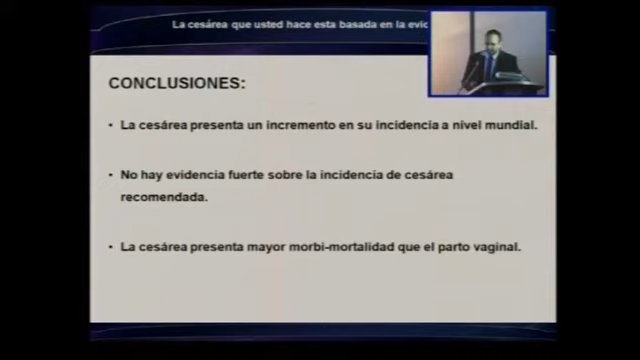 La cesárea que usted hace esta basada en la
CONCLUSIONES:
• La cesárea presenta un incremento en su incidencia a nivel mundial.
• No hay evidencia fuerte sobre la incidencia de cesárea
recomendada.
• La cesárea presenta mayor morbi-mortalidad que el parto vaginal.